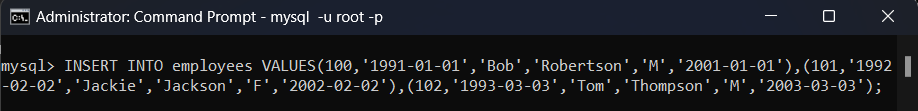 Administrator: Command Prompt - mysql  -u root -p
mysql> INSERT INTO employees VALUES(100,'1991-01-01','Bob','Robertson','M','2001-01-01'),(101,'1992
-02-02','Jackie','Jackson','F','2002-02-02'),(102,'1993-03-03','Tom','Thompson','M','2003-03-03');